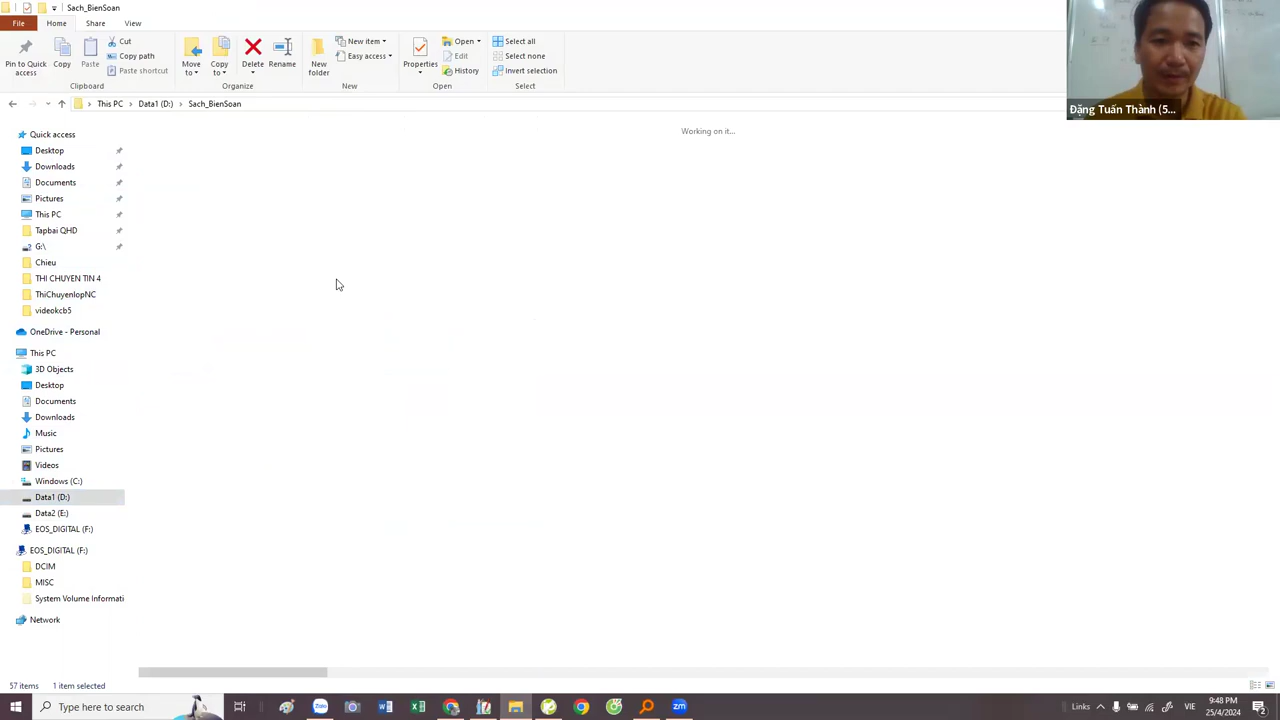 Sach_BienSoan
File Home Share View
Pin to Quick access
Copy
Paste
Cut
Copy path
Paste shortcut
Clipboard
Move to
Copy to
Delete
Rename
Organize
New folder
New item
Easy access
New
Properties
Open
Edit
History
Open
Select all
Select none
Invert selection
Select
This PC > Data1 (D:) > Sach_BienSoan
Đặng Tuấn Thành (5...
Working on it...
Quick access
Desktop
Downloads
Documents
Pictures
This PC
Tapbai QHD
G:\
Chieu
THI CHUYEN TIN 4
ThiChuyenlopNC
videokcb5
OneDrive - Personal
This PC
3D Objects
Desktop
Documents
Downloads
Music
Pictures
Videos
Windows (C:)
Data1 (D:)
Data2 (E:)
EOS_DIGITAL (F:)
EOS_DIGITAL (F:)
DCIM
MISC
System Volume Informati
Network
57 items 1 item selected
Type here to search
Zalo
zm
Links
VIE
9:48 PM
25/4/2024
2